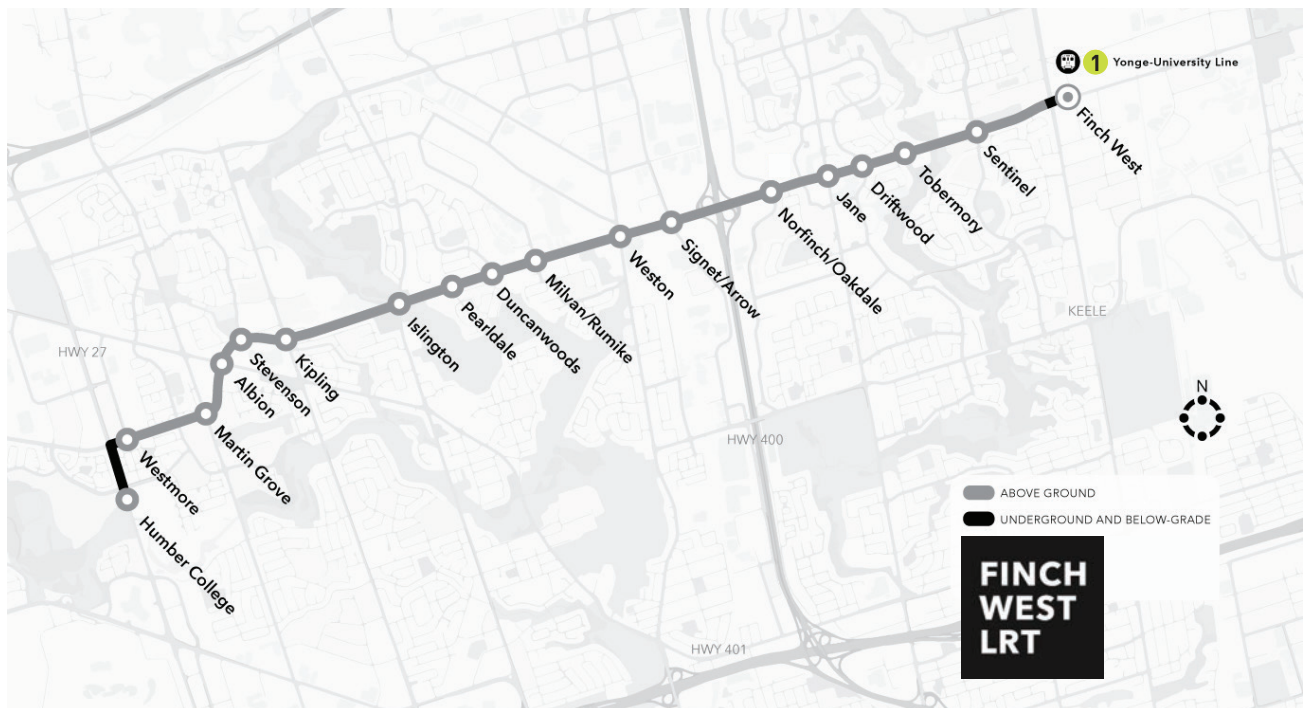 1 Yonge-University Line
Finch West
Sentinel
Tobermory
Driftwood
Jane
Norfinch/Oakdale
Signet/Arrow
Weston
Milvan/Rumike
Duncanwoods
Pearldale
Islington
Kipling
Stevenson
Albion
Martin Grove
Westmore
Humber College
HWY 27
KEELE
HWY 400
HWY 401
N
ABOVE GROUND
UNDERGROUND AND BELOW-GRADE
FINCH
WEST
LRT